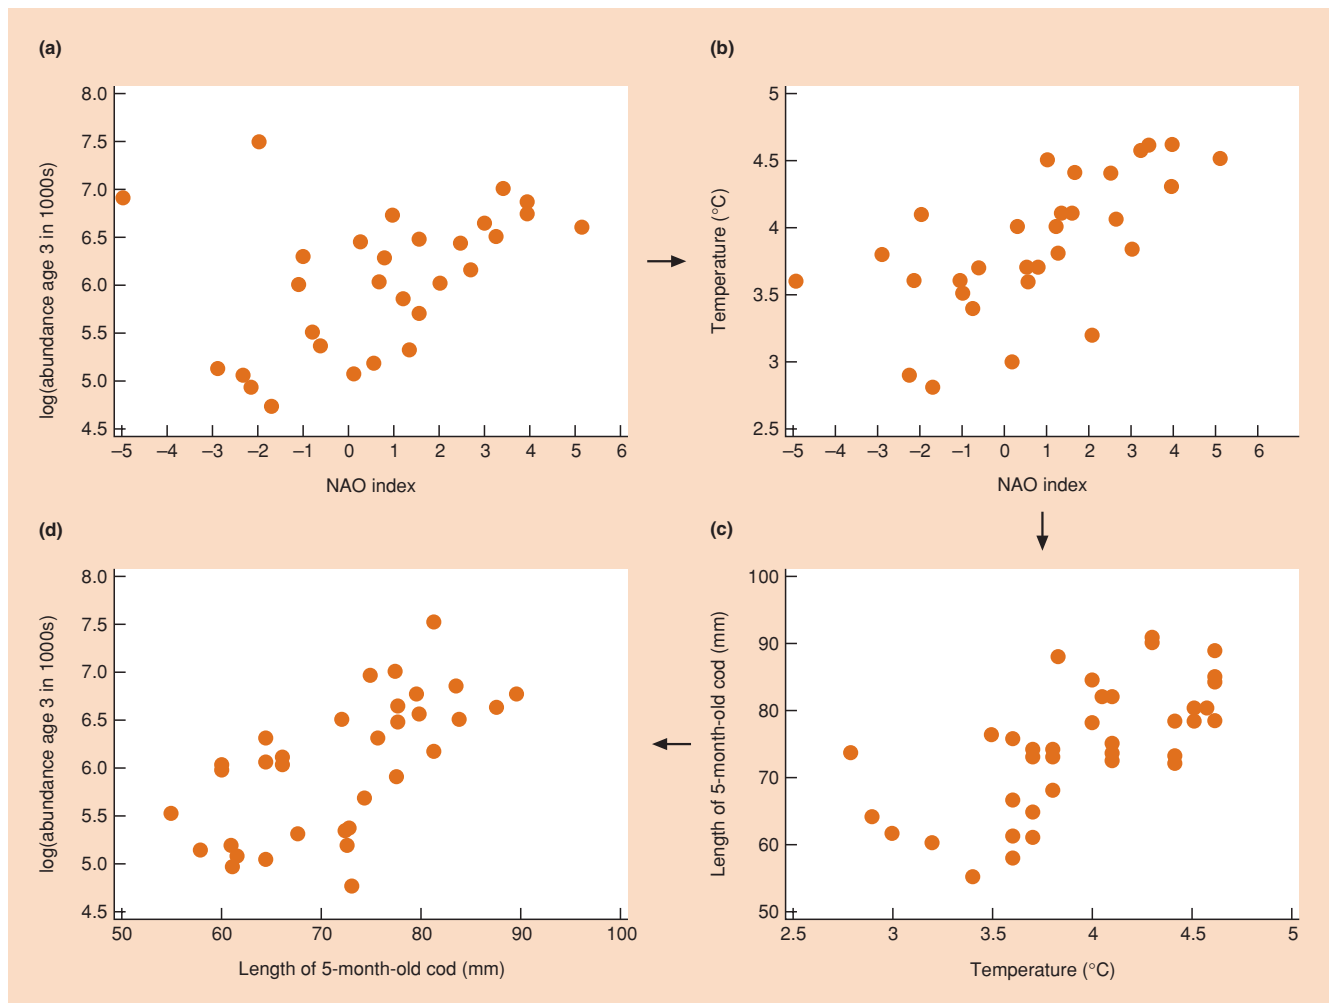 (a)
log(abundance age 3 in 1000s)
8.0
7.5
7.0
6.5
6.0
5.5
5.0
4.5
–5 –4 –3 –2 –1 0 1 2 3 4 5 6
NAO index
(b)
Temperature (°C)
5
4.5
4
3.5
3
2.5
–5 –4 –3 –2 –1 0 1 2 3 4 5 6
NAO index
(d)
log(abundance age 3 in 1000s)
8.0
7.5
7.0
6.5
6.0
5.5
5.0
4.5
50 60 70 80 90 100
Length of 5-month-old cod (mm)
(c)
Length of 5-month-old cod (mm)
100
90
80
70
60
50
2.5 3 3.5 4 4.5 5
Temperature (°C)